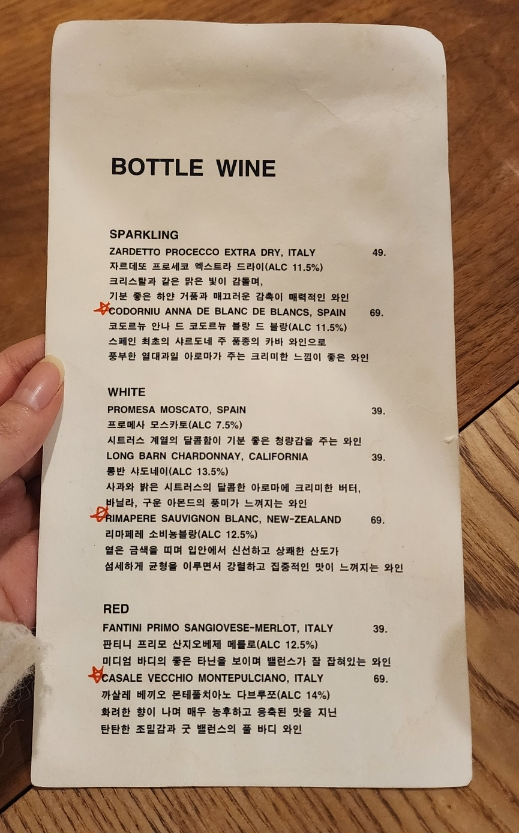 BOTTLE WINE
SPARKLING
ZARDETTO PROCECCO EXTRA DRY, ITALY 49.
자르데또 프로세코 엑스트라 드라이(ALC 11.5%)
크리스탈과 같은 맑은 빛이 감돌며,
기분 좋은 하얀 거품과 매끄러운 감촉이 매력적인 와인
CODORNIU ANNA DE BLANC DE BLANCS, SPAIN 69.
코도르뉴 안나 드 코도르뉴 블랑 드 블랑(ALC 11.5%)
스페인 최초의 샤르도네 주 품종의 카바 와인으로
풍부한 열대과일 아로마가 주는 크리미한 느낌이 좋은 와인
WHITE
PROMESA MOSCATO, SPAIN 39.
프로메사 모스카토(ALC 7.5%)
시트러스 계열의 달콤함이 기분 좋은 청량감을 주는 와인
LONG BARN CHARDONNAY, CALIFORNIA 39.
롱반 샤도네이(ALC 13.5%)
사과와 밝은 시트러스의 달콤한 아로마에 크리미한 버터,
바닐라, 구운 아몬드의 풍미가 느껴지는 와인
RIMAPERE SAUVIGNON BLANC, NEW-ZEALAND 69.
리마페레 소비뇽블랑(ALC 12.5%)
옅은 금색을 띠며 입안에서 신선하고 상쾌한 산도가
섬세하게 균형을 이루면서 강렬하고 집중적인 맛이 느껴지는 와인
RED
FANTINI PRIMO SANGIOVESE-MERLOT, ITALY 39.
판티니 프리모 산지오베제 메를로(ALC 12.5%)
미디엄 바디의 좋은 타닌을 보이며 밸런스가 잘 잡혀있는 와인
CASALE VECCHIO MONTEPULCIANO, ITALY 69.
까살레 베끼오 몬테풀치아노 다브루쪼(ALC 14%)
화려한 향이 나며 매우 농후하고 응축된 맛을 지닌
탄탄한 조밀감과 굿 밸런스의 풀 바디 와인